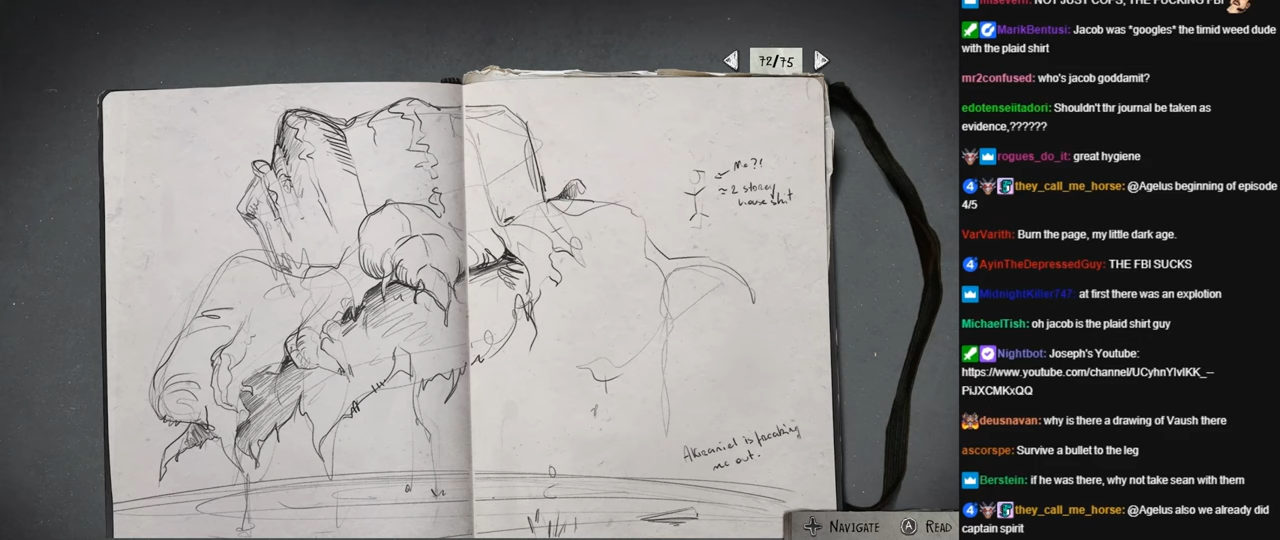 72/75
Me?!
≈ 2 storey
house shit
is freaking
me out.
NAVIGATE
A READ
NOT JUST COPS, THE FUCKING FBI
MarikBentusi: Jacob was *googles* the timid weed dude
with the plaid shirt
mr2confused: who's jacob goddamit?
edotenseiitadori: Shouldn't thr journal be taken as
evidence,??????
rogues_do_it: great hygiene
they_call_me_horse: @Agelus beginning of episode
4/5
VarVarith: Burn the page, my little dark age.
AyinTheDepressedGuy: THE FBI SUCKS
MidnightKiller747: at first there was an explotion
MichaelTish: oh jacob is the plaid shirt guy
Nightbot: Joseph's Youtube:
https://www.youtube.com/channel/UCyhnYlvlKK_--
PiJXCMKxQQ
deusnavan: why is there a drawing of Vaush there
ascorspe: Survive a bullet to the leg
Berstein: if he was there, why not take sean with them
they_call_me_horse: @Agelus also we already did
captain spirit